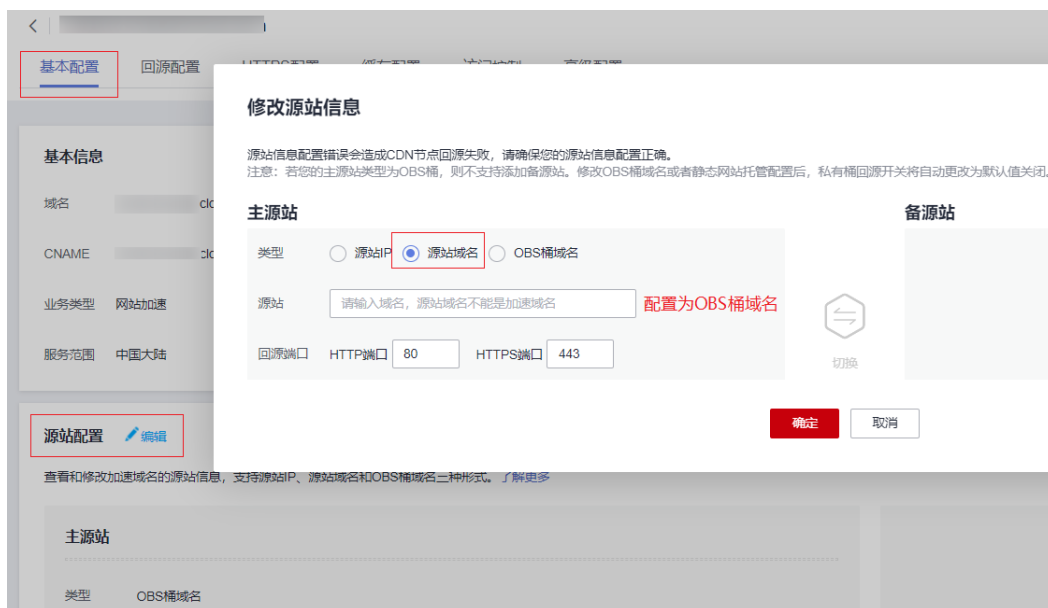 基本配置
回源配置
修改源站信息
源站信息配置错误会造成CDN节点回源失败，请确保您的源站信息配置正确。
注意：若您的主源站类型为OBS桶，则不支持添加备源站。修改OBS桶域名或者静态网站托管配置后，私有桶回源开关将自动更改为默认值关闭。
主源站
备源站
类型 源站IP 源站域名 OBS桶域名
源站 请输入域名，源站域名不能是加速域名 配置为OBS桶域名
回源端口 HTTP端口 80 HTTPS端口 443
切换
确定 取消
基本信息
域名 clo
CNAME
业务类型 网站加速
服务范围 中国大陆
源站配置 编辑
查看和修改加速域名的源站信息，支持源站IP、源站域名和OBS桶域名三种形式。了解更多
主源站
类型 OBS桶域名